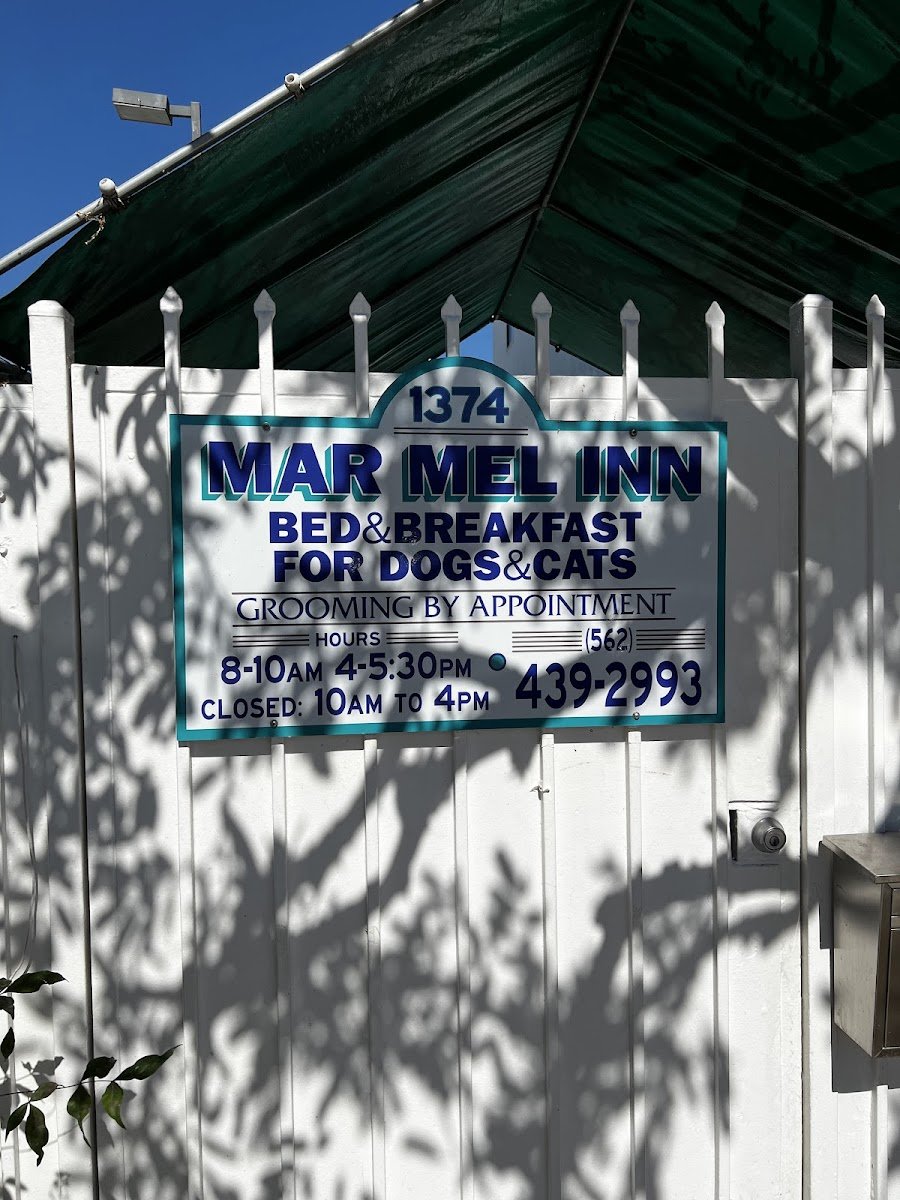 1374
MAR MEL INN
BED&BREAKFAST
FOR DOGS&CATS
GROOMING BY APPOINTMENT
HOURS
8-10AM 4-5:30PM
CLOSED: 10AM TO 4PM
(562)
439-2993